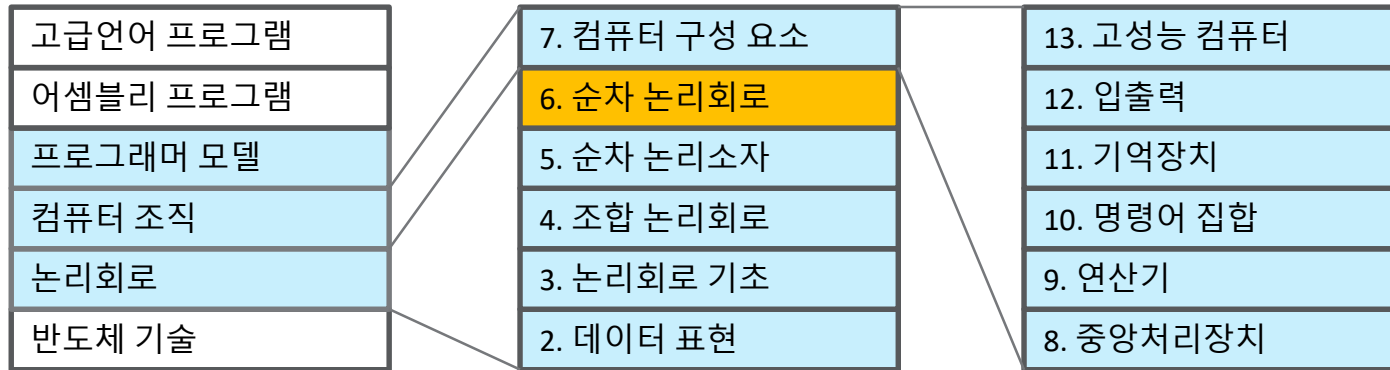 고급언어 프로그램
어셈블리 프로그램
프로그래머 모델
컴퓨터 조직
논리회로
반도체 기술
7. 컴퓨터 구성 요소
6. 순차 논리회로
5. 순차 논리소자
4. 조합 논리회로
3. 논리회로 기초
2. 데이터 표현
13. 고성능 컴퓨터
12. 입출력
11. 기억장치
10. 명령어 집합
9. 연산기
8. 중앙처리장치